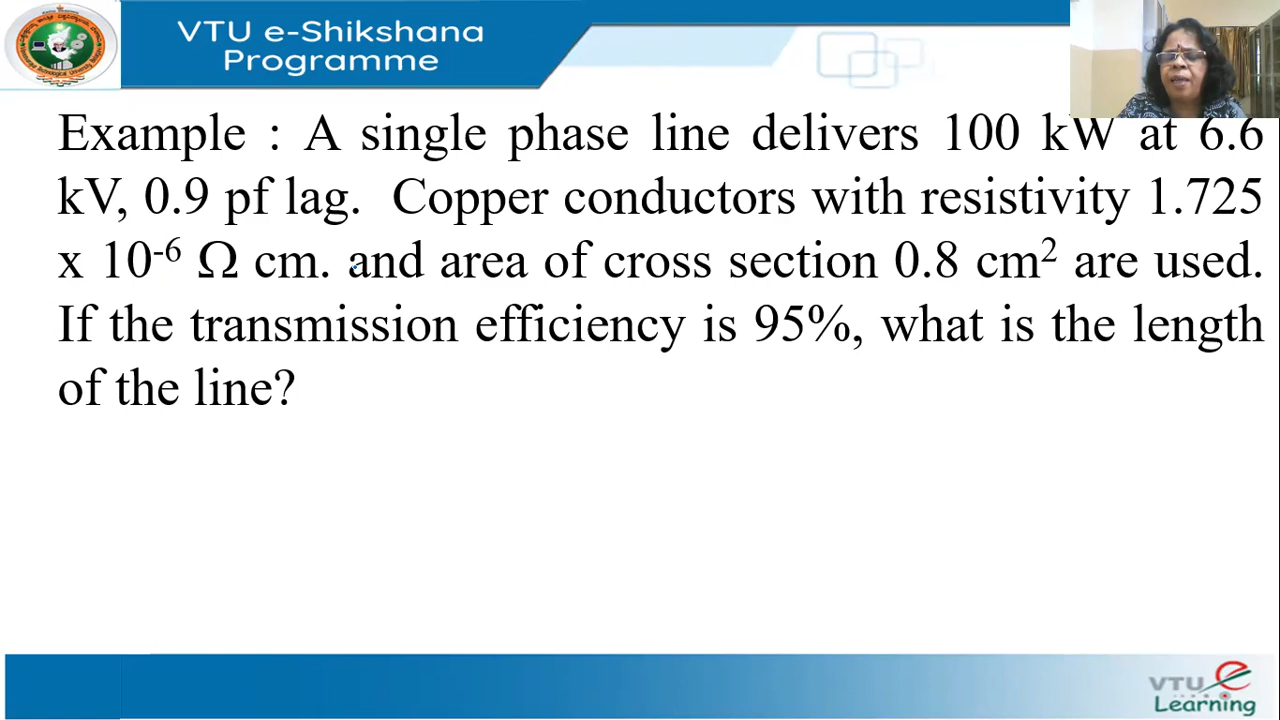 VTU e-Shikshana
Programme
Example : A single phase line delivers 100 kW at 6.6
kV, 0.9 pf lag. Copper conductors with resistivity 1.725
x 10⁻⁶ Ω cm. and area of cross section 0.8 cm² are used.
If the transmission efficiency is 95%, what is the length
of the line?
VTU e
Learning